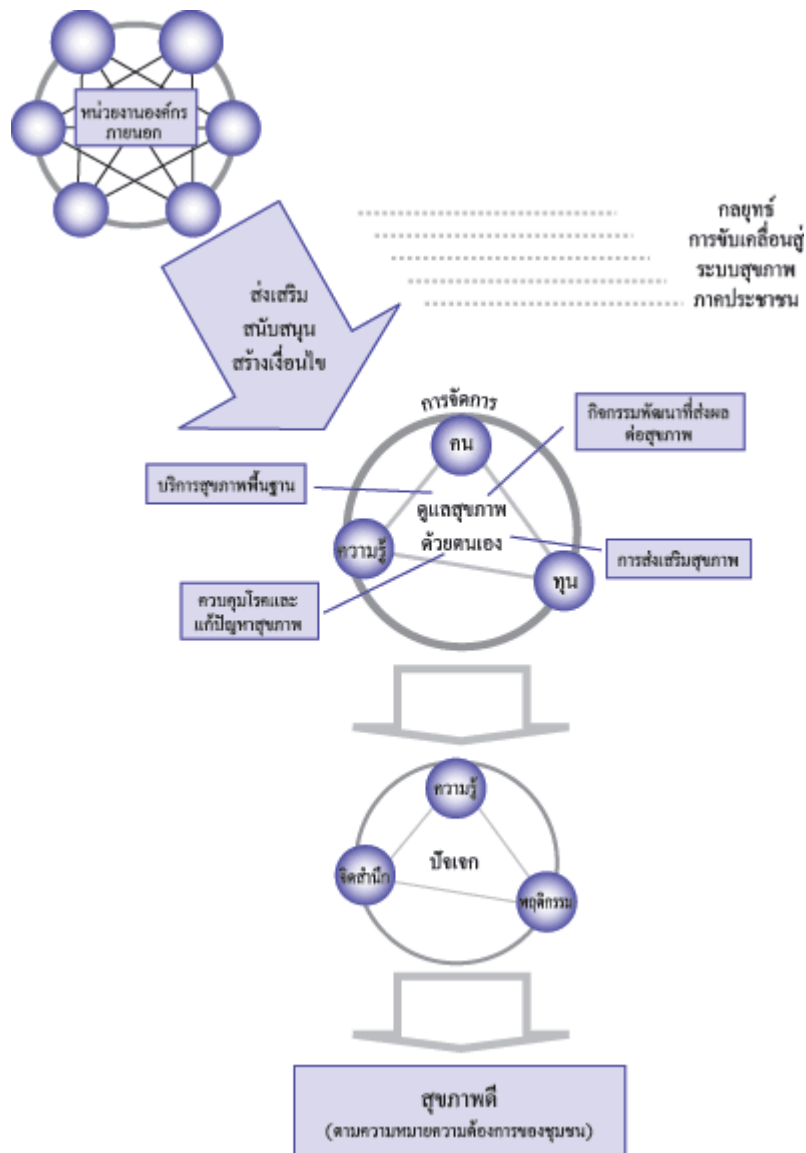 หน่วยงานองค์กร
ภายนอก
กลยุทธ์
การขับเคลื่อนสู่
ระบบสุขภาพ
ภาคประชาชน
ส่งเสริม
สนับสนุน
สร้างเงื่อนไข
การจัดการ
คน
กิจกรรมพัฒนาที่ส่งผล
ต่อสุขภาพ
บริการสุขภาพพื้นฐาน
ดูแลสุขภาพ
ด้วยตนเอง
ความรู้
การส่งเสริมสุขภาพ
ทุน
ควบคุมโรคและ
แก้ปัญหาสุขภาพ
ความรู้
ปัจเจก
จิตสำนึก
พฤติกรรม
สุขภาพดี
(ตามความหมายความต้องการของชุมชน)